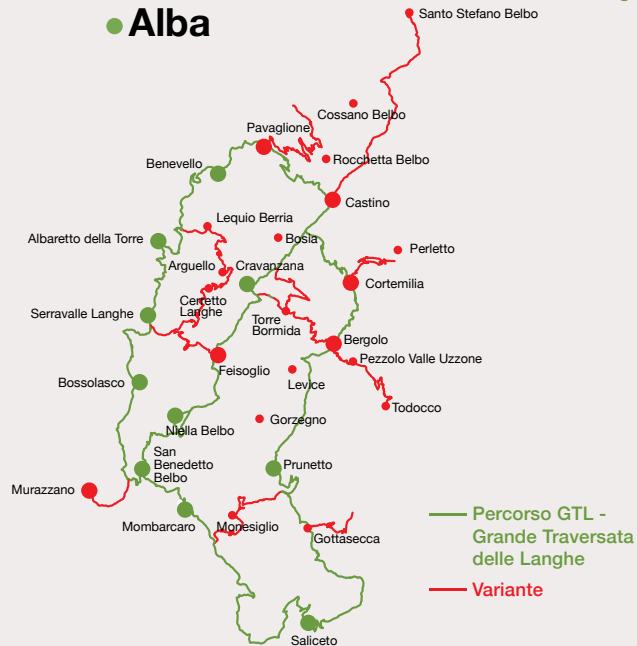 Santo Stefano Belbo
Alba
Cossano Belbo
Pavaglione
Rocchetta Belbo
Benevello
Castino
Lequio Berria
Albaretto della Torre
Bosia
Perletto
Arguello
Cravanzana
Cortemilia
Cerretto
Langhe
Serravalle Langhe
Torre
Bormida
Bergolo
Feisoglio
Pezzolo Valle Uzzone
Levice
Bossolasco
Todocco
Gorzegno
Niella Belbo
San
Benedetto
Belbo
Prunetto
Murazzano
Mombarcaro
Monesiglio
Gottasecca
Saliceto
Percorso GTL -
Grande Traversata
delle Langhe
Variante